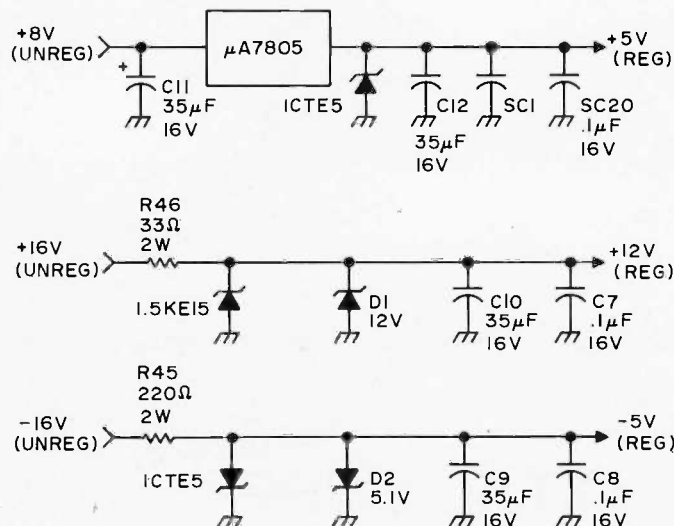 +8V
(UNREG)
+
C11
35µF
16V
µA7805
1CTE5
C12
35µF
16V
SC1
SC20
.1µF
16V
+5V
(REG)
+16V
(UNREG)
R46
33Ω
2W
1.5KE15
D1
12V
C10
35µF
16V
C7
.1µF
16V
+12V
(REG)
-16V
(UNREG)
R45
220Ω
2W
1CTE5
D2
5.1V
C9
35µF
16V
C8
.1µF
16V
-5V
(REG)